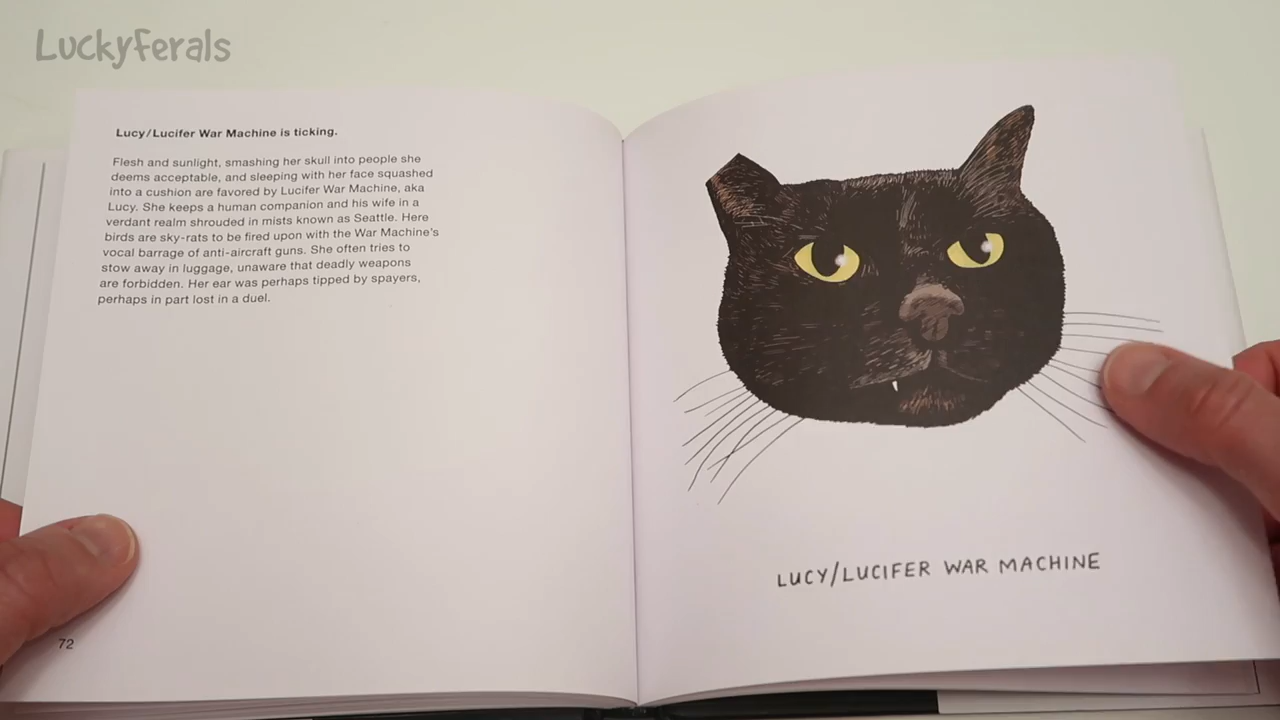 LuckyFerals
Lucy/Lucifer War Machine is ticking.
Flesh and sunlight, smashing her skull into people she
deems acceptable, and sleeping with her face squashed
into a cushion are favored by Lucifer War Machine, aka
Lucy. She keeps a human companion and his wife in a
verdant realm shrouded in mists known as Seattle. Here
birds are sky-rats to be fired upon with the War Machine's
vocal barrage of anti-aircraft guns. She often tries to
stow away in luggage, unaware that deadly weapons
are forbidden. Her ear was perhaps tipped by spayers,
perhaps in part lost in a duel.
72
LUCY/LUCIFER WAR MACHINE